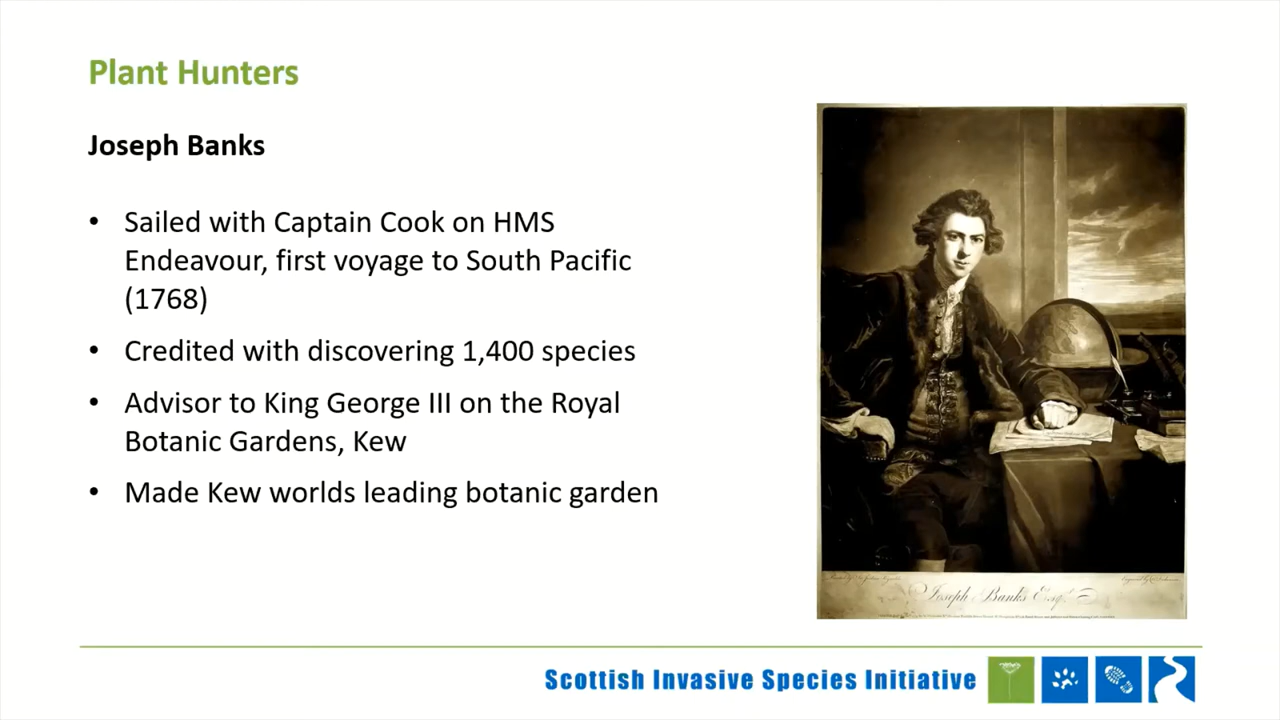 Plant Hunters
Joseph Banks
• Sailed with Captain Cook on HMS
Endeavour, first voyage to South Pacific
(1768)
• Credited with discovering 1,400 species
• Advisor to King George III on the Royal
Botanic Gardens, Kew
• Made Kew worlds leading botanic garden
Joseph Banks Esqr.
Scottish Invasive Species Initiative